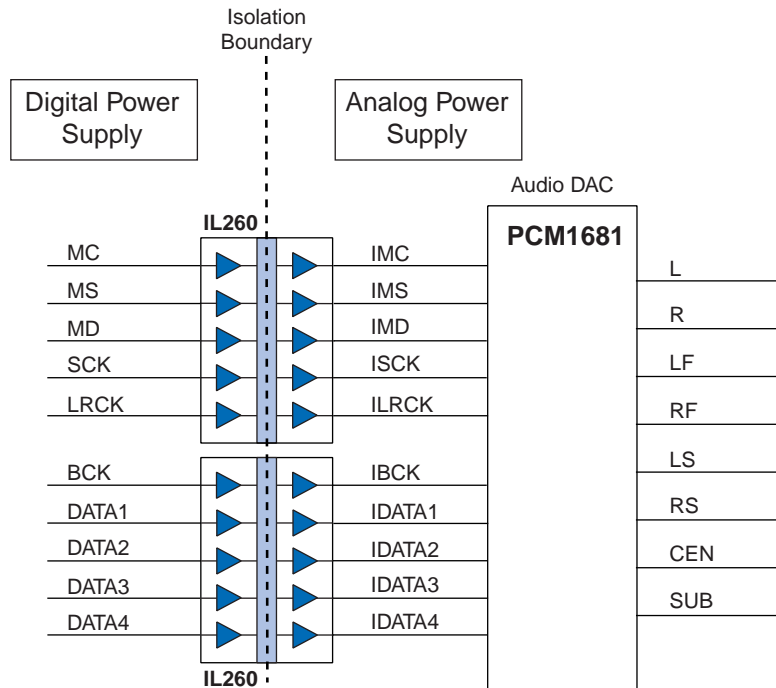 Isolation
Boundary
Digital Power
Supply
Analog Power
Supply
Audio DAC
IL260
PCM1681
MC
IMC
L
MS
IMS
R
MD
IMD
SCK
ISCK
LF
LRCK
ILRCK
RF
BCK
IBCK
LS
DATA1
IDATA1
RS
DATA2
IDATA2
CEN
DATA3
IDATA3
SUB
DATA4
IDATA4
IL260